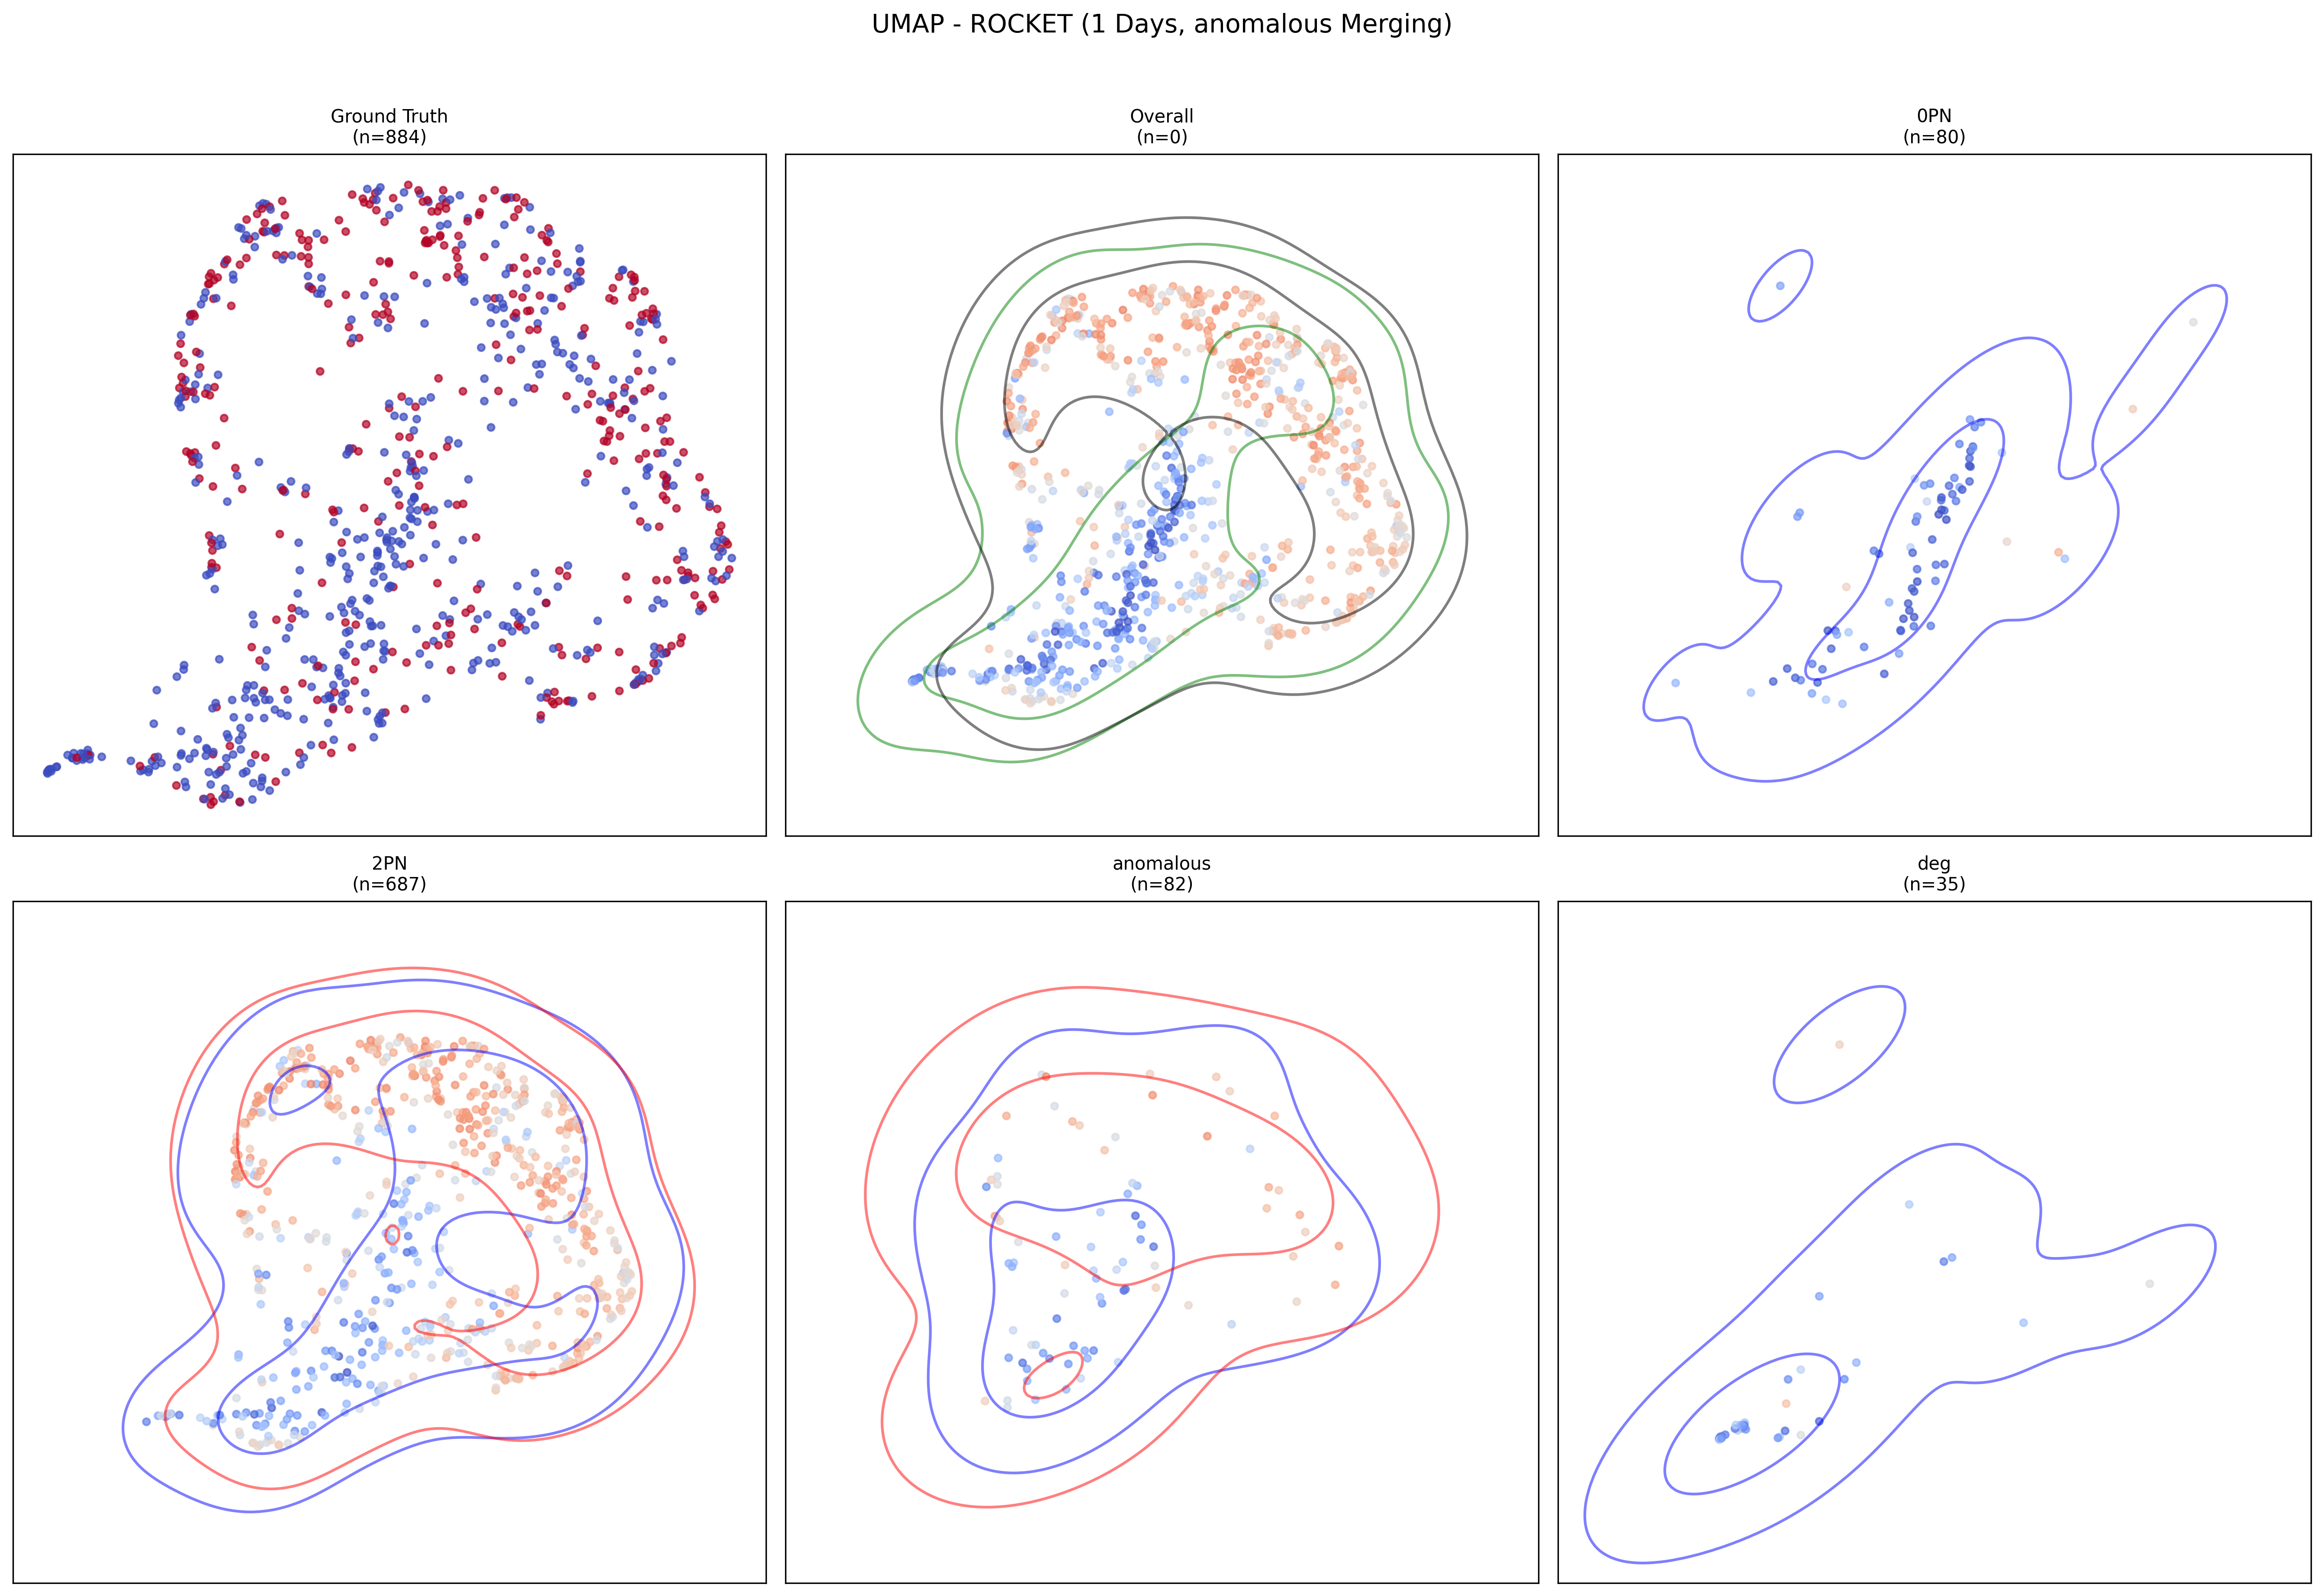 UMAP - ROCKET (1 Days, anomalous Merging)
Ground Truth
(n=884)
Overall
(n=0)
0PN
(n=80)
2PN
(n=687)
anomalous
(n=82)
deg
(n=35)